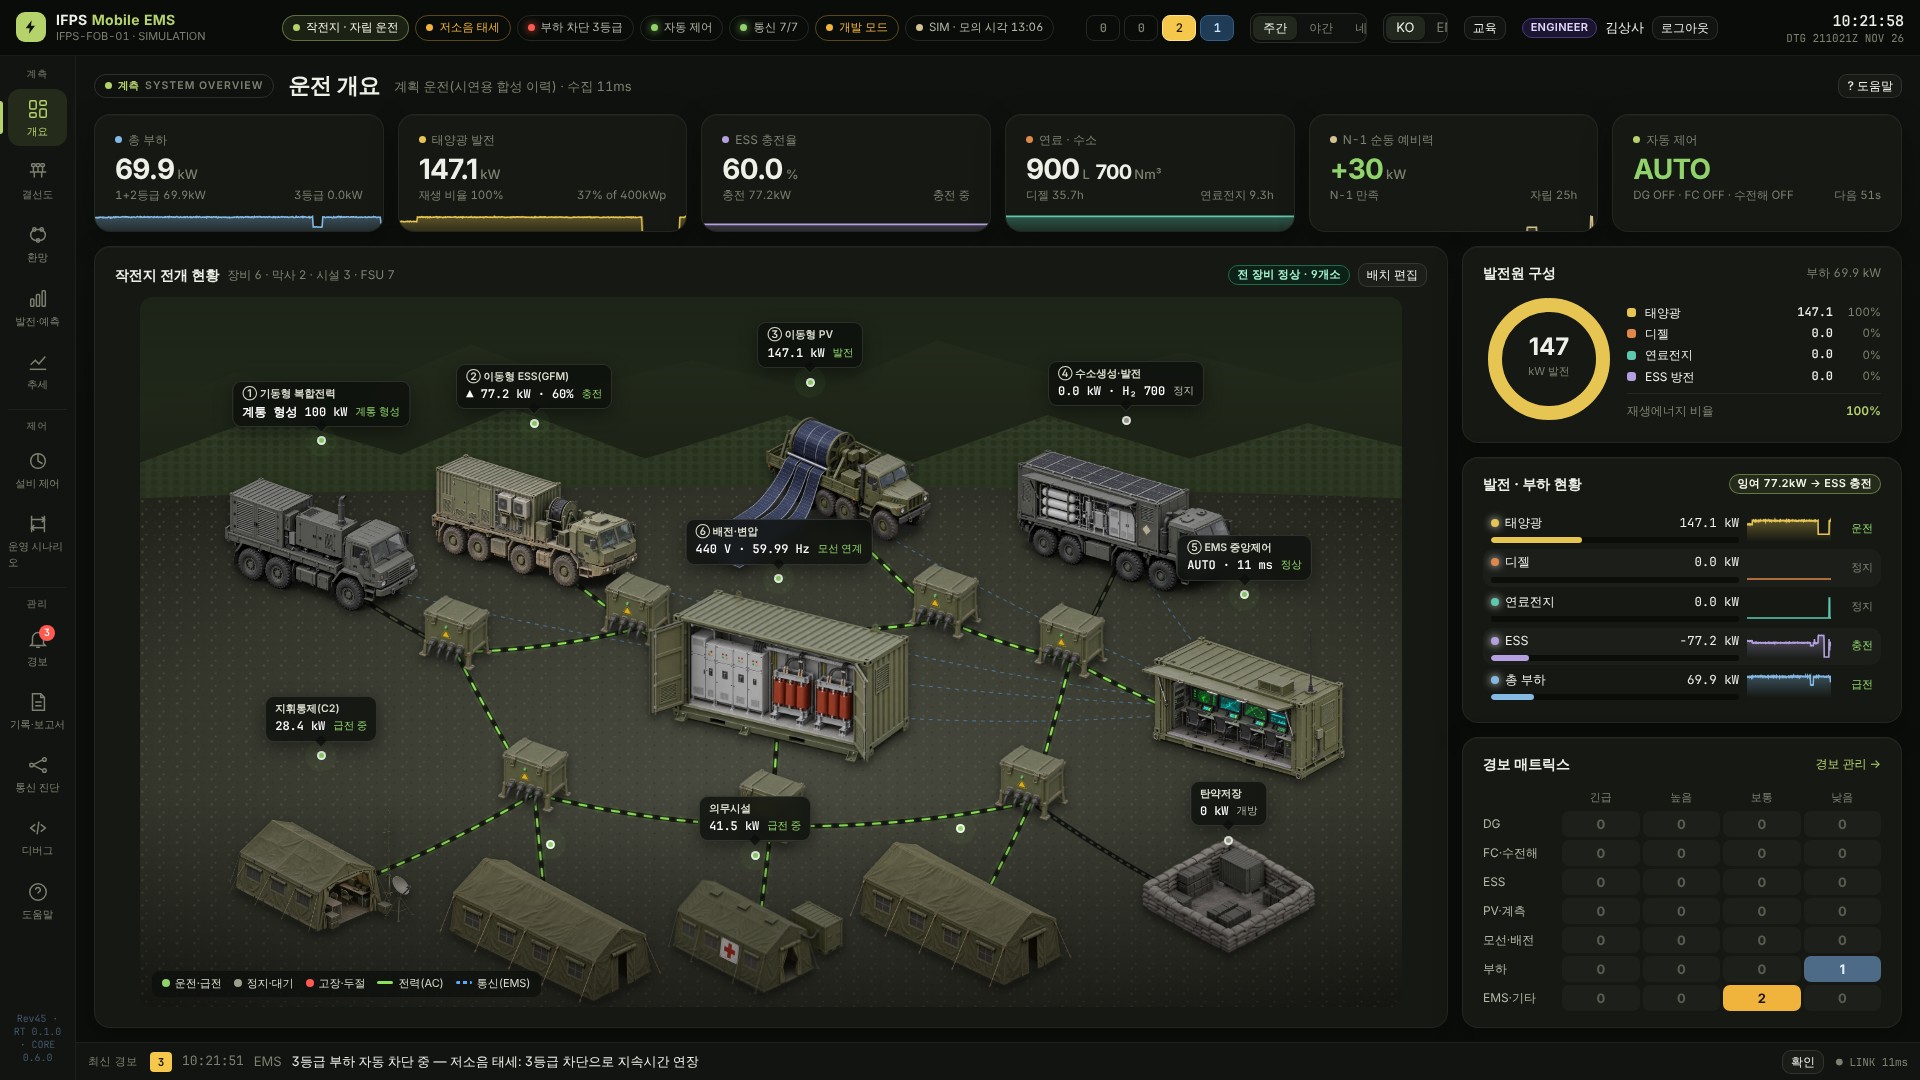 IFPS Mobile EMS
IFPS-FOB-01 · SIMULATION
작전지 · 자립 운전
저소음 태세
부하 차단 3등급
자동 제어
통신 7/7
개발 모드
SIM · 모의 시각 13:06
0 0 2 1
주간 야간
KO
교육
ENGINEER 김상사 로그아웃
10:21:58
DTG 211021Z NOV 26
계측
개요
결선도
환망
발전·예측
추세
제어
설비 제어
운영 시나리오
관리
3
경보
기록·보고서
통신 진단
디버그
도움말
Rev45 ·
RT 0.1.0
· CORE
0.6.0
계측 SYSTEM OVERVIEW
운전 개요
계획 운전(시연용 합성 이력) · 수집 11ms
? 도움말
총 부하
69.9 kW
1+2등급 69.9kW 3등급 0.0kW
태양광 발전
147.1 kW
재생 비율 100% 37% of 400kWp
ESS 충전율
60.0 %
충전 77.2kW 충전 중
연료 · 수소
900 L 700 Nm³
디젤 35.7h 연료전지 9.3h
N-1 순동 예비력
+30 kW
N-1 만족 자립 25h
자동 제어
AUTO
DG OFF · FC OFF · 수전해 OFF 다음 51s
작전지 전개 현황 장비 6 · 막사 2 · 시설 3 · FSU 7
전 장비 정상 · 9개소
배치 편집
① 기동형 복합전력
계통 형성 100 kW 계통 형성
② 이동형 ESS(GFM)
▲ 77.2 kW · 60% 충전
③ 이동형 PV
147.1 kW 발전
④ 수소생성·발전
0.0 kW · H₂ 700 정지
⑤ EMS 중앙제어
AUTO · 11 ms 정상
⑥ 배전·변압
440 V · 59.99 Hz 모선 연계
지휘통제(C2)
28.4 kW 급전 중
의무시설
41.5 kW 급전 중
탄약저장
0 kW 개방
운전·급전 정지·대기 고장·두절 전력(AC) 통신(EMS)
발전원 구성 부하 69.9 kW
147
kW 발전
태양광 147.1 100%
디젤 0.0 0%
연료전지 0.0 0%
ESS 방전 0.0 0%
재생에너지 비율 100%
발전 · 부하 현황 잉여 77.2kW → ESS 충전
태양광 147.1 kW 운전
디젤 0.0 kW 정지
연료전지 0.0 kW 정지
ESS -77.2 kW 충전
총 부하 69.9 kW 급전
경보 매트릭스 경보 관리 →
긴급 높음 보통 낮음
DG 0 0 0 0
FC·수전해 0 0 0 0
ESS 0 0 0 0
PV·계측 0 0 0 0
모선·배전 0 0 0 0
부하 0 0 0 1
EMS·기타 0 0 2 0
최신 경보 3 10:21:51 EMS 3등급 부하 자동 차단 중 — 저소음 태세: 3등급 차단으로 지속시간 연장
확인
LINK 11ms